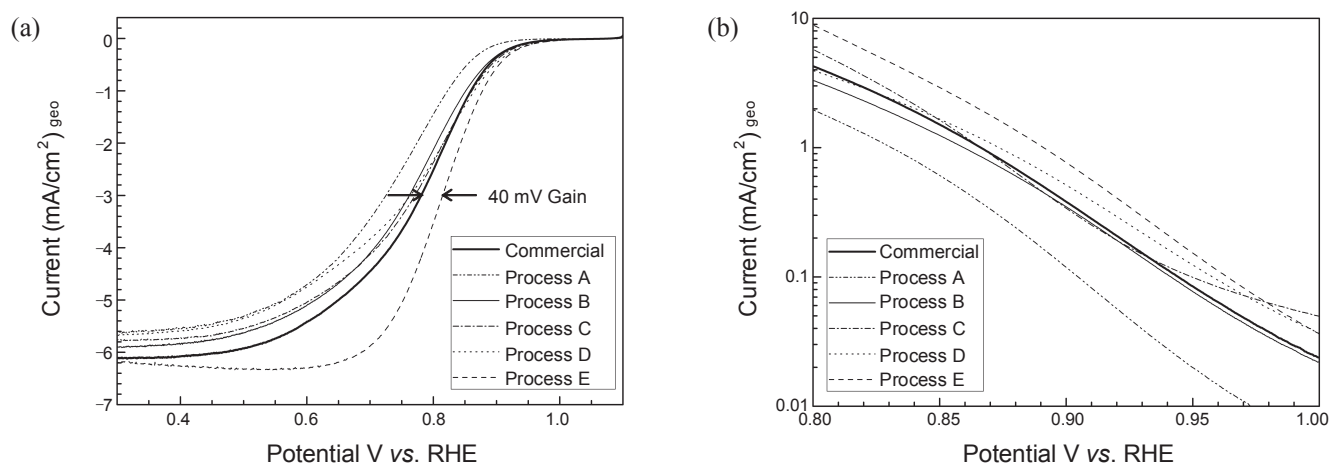 (a)
0
−1
−2
−3
−4
−5
−6
−7
Current (mA/cm²) geo
40 mV Gain
Commercial
Process A
Process B
Process C
Process D
Process E
0.4 0.6 0.8 1.0
Potential V vs. RHE
(b)
10
1
0.1
0.01
Current (mA/cm²) geo
Commercial
Process A
Process B
Process C
Process D
Process E
0.80 0.85 0.90 0.95 1.00
Potential V vs. RHE